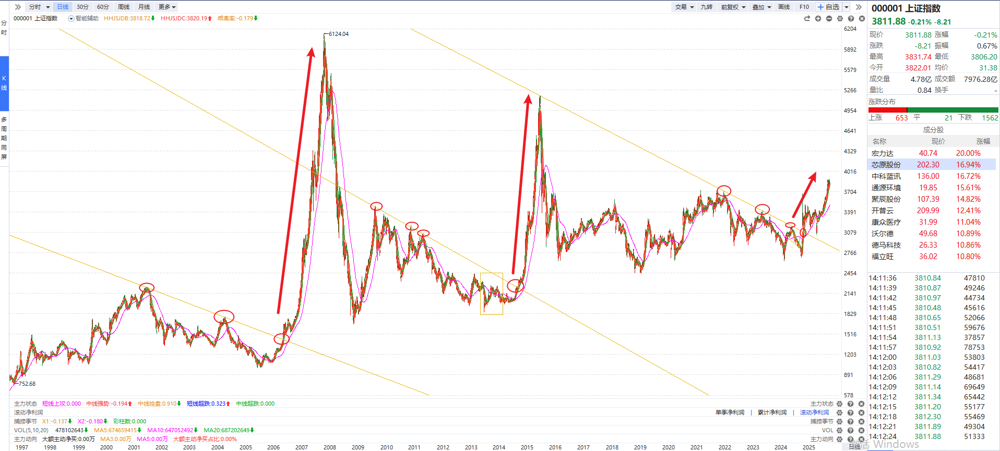 分时 日线 30分 60分 周线 月线 更多 交易 九转 前复权 叠加 画线 F10 自选
000001 上证指数 智能辅助 HHJSJDB:3818.72 HHJSJDC:3820.19 乖离率:-0.179
分时
K线
多周期同屏
6124.04
752.68
6204
5892
5579
5266
4954
4641
4329
4016
3704
3391
3079
2766
2454
2141
1829
1516
1203
891
578
主力状态 短线上攻:0.000 中线强势:-0.194 中线控盘:0.910 短线超跌:0.323 中线超跌:0.000 主力状态
滚动净利润 单季净利润 | 累计净利润 | 滚动净利润
捕捞季节 X1:-0.137 X2:-0.180 彩柱数:0.000 捕捞季节
VOL(5,10,20) 478102643 MA5:674659415 MA10:647052492 MA20:687202649 VOL
主力动向 大额主动净买:0.00万 MA3:0.00万 MA5:0.00万 大额主动净买占比:0.00% 主力动向
1997 1998 1999 2000 2001 2002 2003 2004 2005 2006 2007 2008 2009 2010 2011 2012 2013 2014 2015 2016 2017 2018 2019 2020 2021 2022 2023 2024 2025 日线
000001 上证指数
3811.88 -0.21% -8.21
现价 3811.88 涨幅 -0.21%
涨跌 -8.21 振幅 0.67%
最高 3831.74 最低 3806.20
今开 3822.01 均价 31.38
成交量 4.78亿 成交额 7976.28亿
量比 0.84 换手 -
涨跌分布
上涨 653 平 21 下跌 1562
成分股
名称 现价 涨幅
宏力达 40.74 20.00%
芯原股份 202.30 16.94%
中科蓝讯 136.00 16.72%
通源环境 19.85 15.61%
聚辰股份 107.39 14.82%
开普云 209.99 12.41%
康众医疗 31.99 11.04%
沃尔德 49.68 10.89%
德马科技 26.33 10.86%
福立旺 36.02 10.80%
14:11:36 3810.84 47810
14:11:39 3810.87 49246
14:11:42 3810.97 44734
14:11:45 3810.48 45616
14:11:48 3810.65 52066
14:11:51 3810.51 59676
14:11:54 3811.13 37857
14:11:57 3810.92 78753
14:12:00 3811.03 53803
14:12:03 3810.82 54417
14:12:06 3811.29 48681
14:12:09 3811.14 69649
14:12:12 3811.34 65442
14:12:15 3811.20 55177
14:12:18 3812.30 55469
14:12:21 3811.89 49304
14:12:24 3811.88 51333
激活 Windows